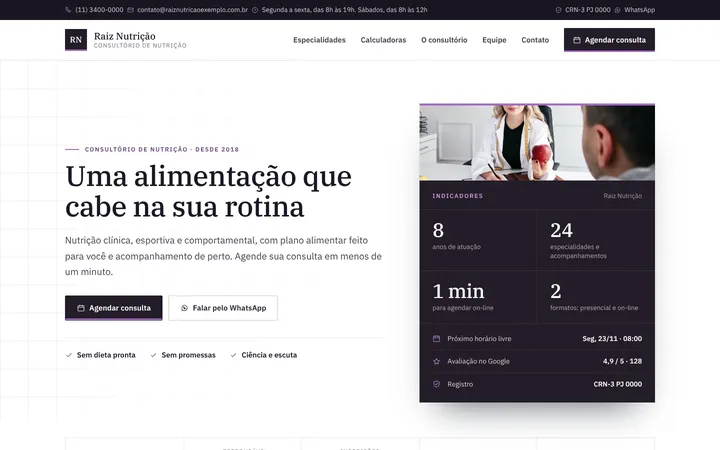 (11) 3400-0000 contato@raiznutricaoexemplo.com.br Segunda a sexta, das 8h às 19h. Sábados, das 8h às 12h CRN-3 PJ 0000 WhatsApp
RN Raiz Nutrição
CONSULTÓRIO DE NUTRIÇÃO
Especialidades Calculadoras O consultório Equipe Contato Agendar consulta
CONSULTÓRIO DE NUTRIÇÃO · DESDE 2018
Uma alimentação que
cabe na sua rotina
Nutrição clínica, esportiva e comportamental, com plano alimentar feito
para você e acompanhamento de perto. Agende sua consulta em menos de
um minuto.
Agendar consulta Falar pelo WhatsApp
Sem dieta pronta Sem promessas Ciência e escuta
INDICADORES Raiz Nutrição
8
anos de atuação
24
especialidades e
acompanhamentos
1 min
para agendar on-line
2
formatos: presencial e on-line
Próximo horário livre Seg, 23/11 · 08:00
Avaliação no Google 4,9 / 5 · 128
Registro CRN-3 PJ 0000